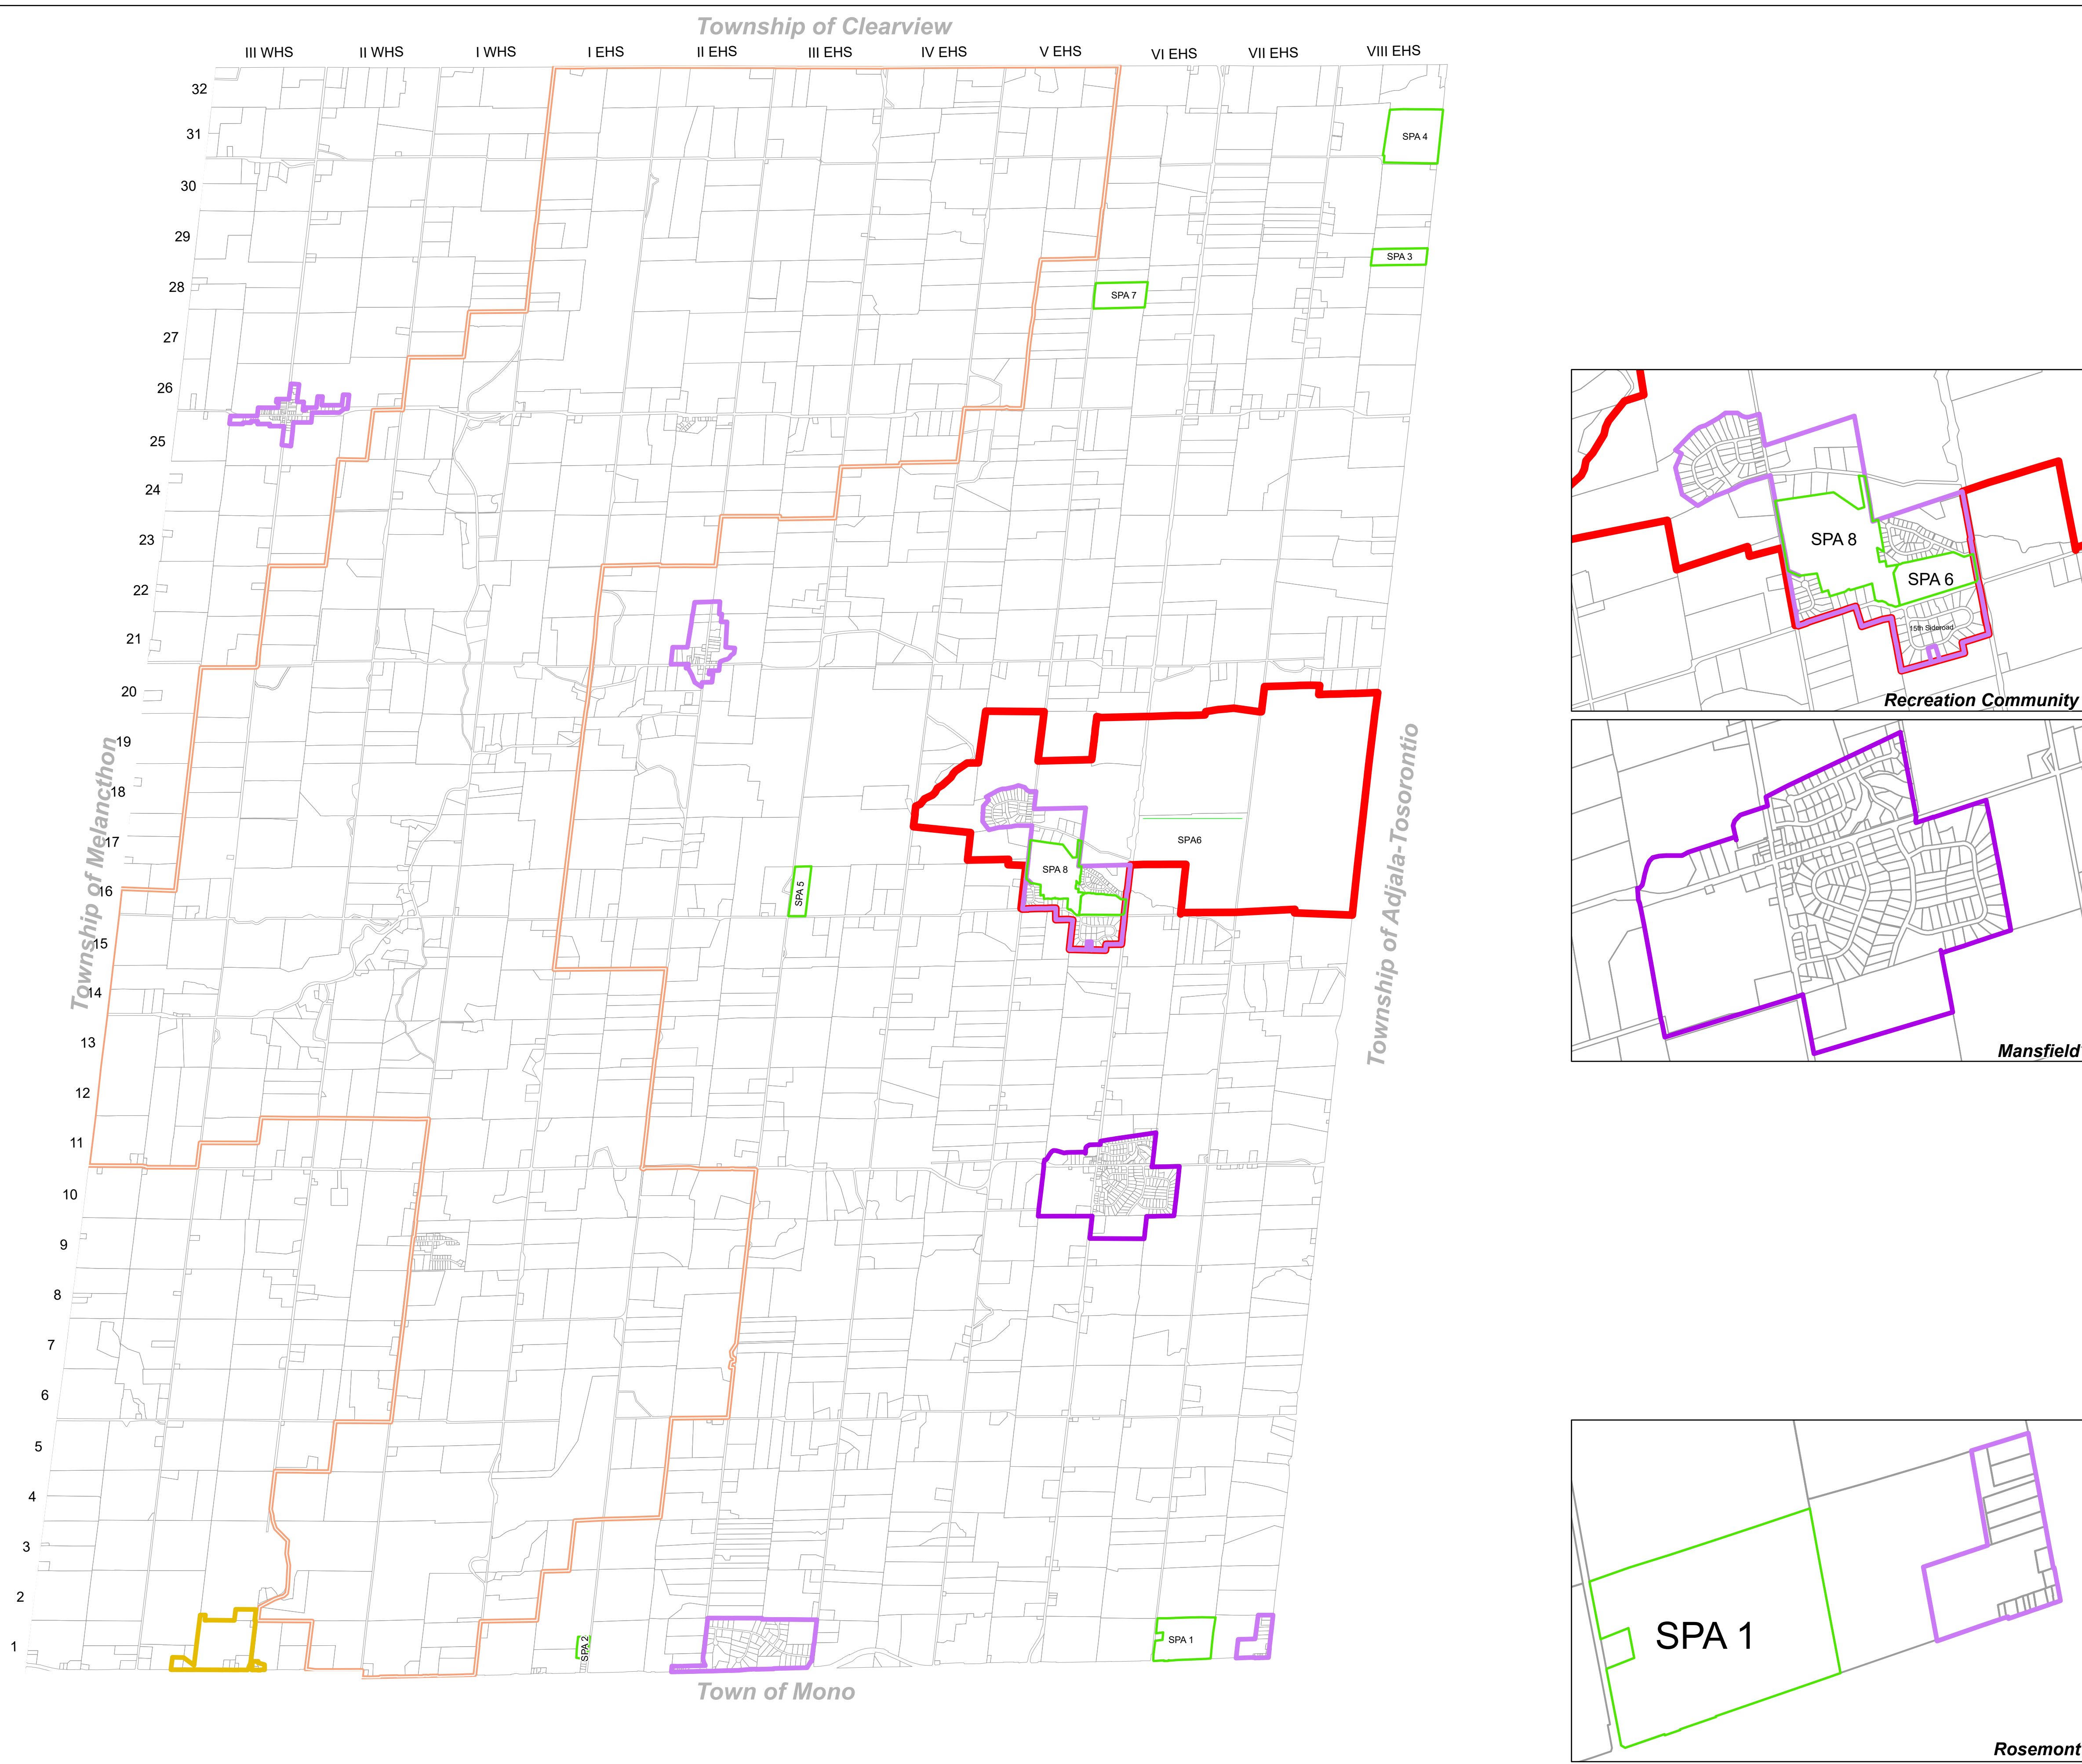 Township of Clearview
III WHS II WHS I WHS I EHS II EHS III EHS IV EHS V EHS VI EHS VII EHS VIII EHS
32
31
SPA 4
30
29
SPA 3
28
SPA 7
27
26
25
24
23
22
21
20
19
18
17
16
15
14
13
12
11
10
9
8
7
6
5
4
3
2
1
Township of Melancthon
Township of Adjala-Tosorontio
SPA6
SPA 8
SPA 5
SPA 2
SPA 1
Town of Mono
SPA 8
SPA 6
15th Sideroad
Recreation Community
Mansfield
SPA 1
Rosemont